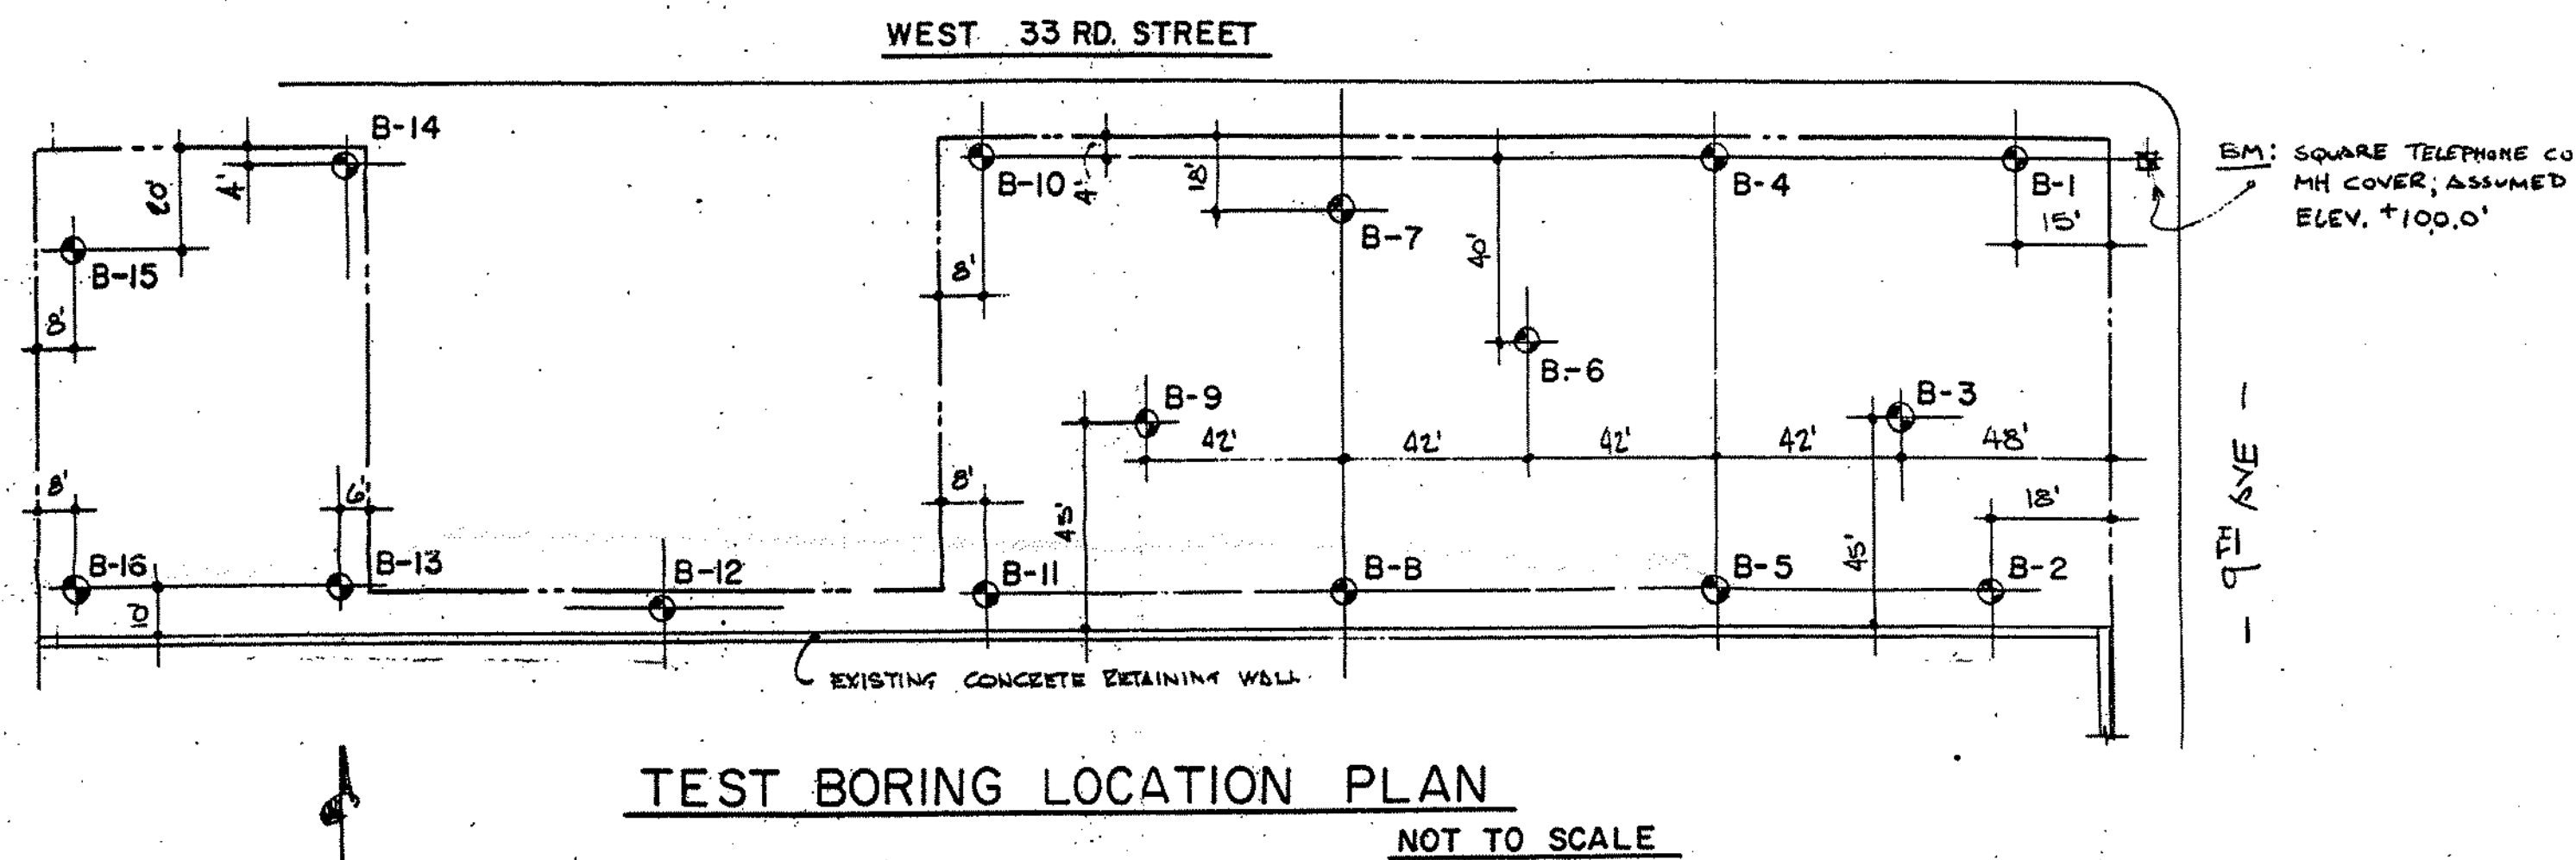 WEST 33 RD. STREET
B-14
B-10
4'
18'
B-4
B-1
15'
BM: SQUARE TELEPHONE CO
MH COVER; ASSUMED
ELEV. +100.0'
20'
4'
B-15
8'
8'
B-7
40'
B-6
B-9
B-3
42'
42'
42'
42'
48'
8'
6'
8'
45'
45'
18'
B-16
B-13
B-12
B-11
B-8
B-5
B-2
- 9TH AVE -
EXISTING CONCRETE RETAINING WALL
TEST BORING LOCATION PLAN
NOT TO SCALE